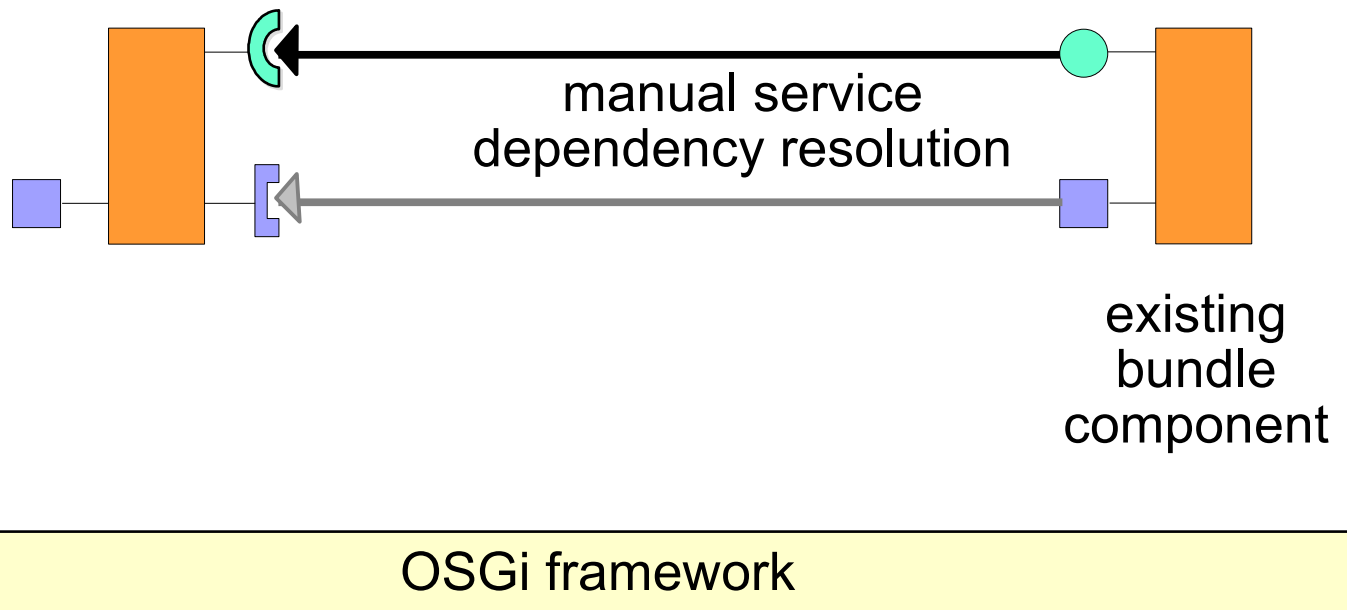 manual service
dependency resolution
existing
bundle
component
OSGi framework